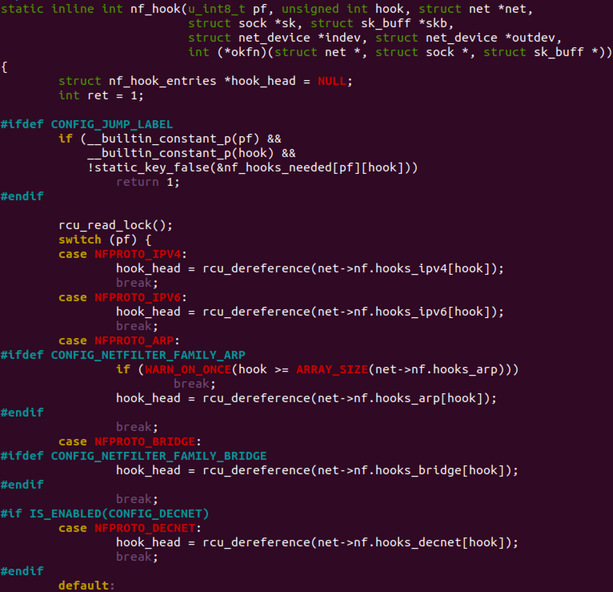 static inline int nf_hook(u_int8_t pf, unsigned int hook, struct net *net,
                          struct sock *sk, struct sk_buff *skb,
                          struct net_device *indev, struct net_device *outdev,
                          int (*okfn)(struct net *, struct sock *, struct sk_buff *))
{
        struct nf_hook_entries *hook_head = NULL;
        int ret = 1;

#ifdef CONFIG_JUMP_LABEL
        if (__builtin_constant_p(pf) &&
            __builtin_constant_p(hook) &&
            !static_key_false(&nf_hooks_needed[pf][hook]))
                return 1;
#endif

        rcu_read_lock();
        switch (pf) {
        case NFPROTO_IPV4:
                hook_head = rcu_dereference(net->nf.hooks_ipv4[hook]);
                break;
        case NFPROTO_IPV6:
                hook_head = rcu_dereference(net->nf.hooks_ipv6[hook]);
                break;
        case NFPROTO_ARP:
#ifdef CONFIG_NETFILTER_FAMILY_ARP
                if (WARN_ON_ONCE(hook >= ARRAY_SIZE(net->nf.hooks_arp)))
                        break;
                hook_head = rcu_dereference(net->nf.hooks_arp[hook]);
#endif
                break;
        case NFPROTO_BRIDGE:
#ifdef CONFIG_NETFILTER_FAMILY_BRIDGE
                hook_head = rcu_dereference(net->nf.hooks_bridge[hook]);
#endif
                break;
#if IS_ENABLED(CONFIG_DECNET)
        case NFPROTO_DECNET:
                hook_head = rcu_dereference(net->nf.hooks_decnet[hook]);
                break;
#endif
        default: